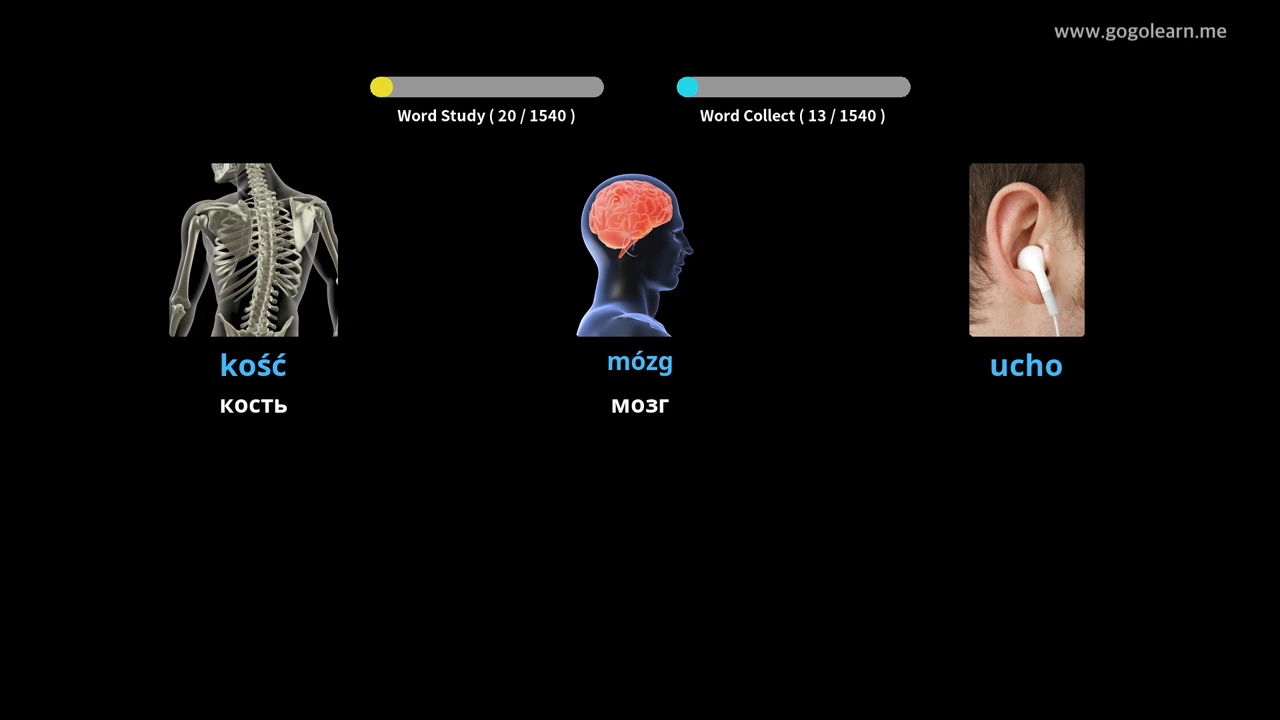 www.gogolearn.me
Word Study ( 20 / 1540 )
Word Collect ( 13 / 1540 )
kość
mózg
ucho
кость
мозг